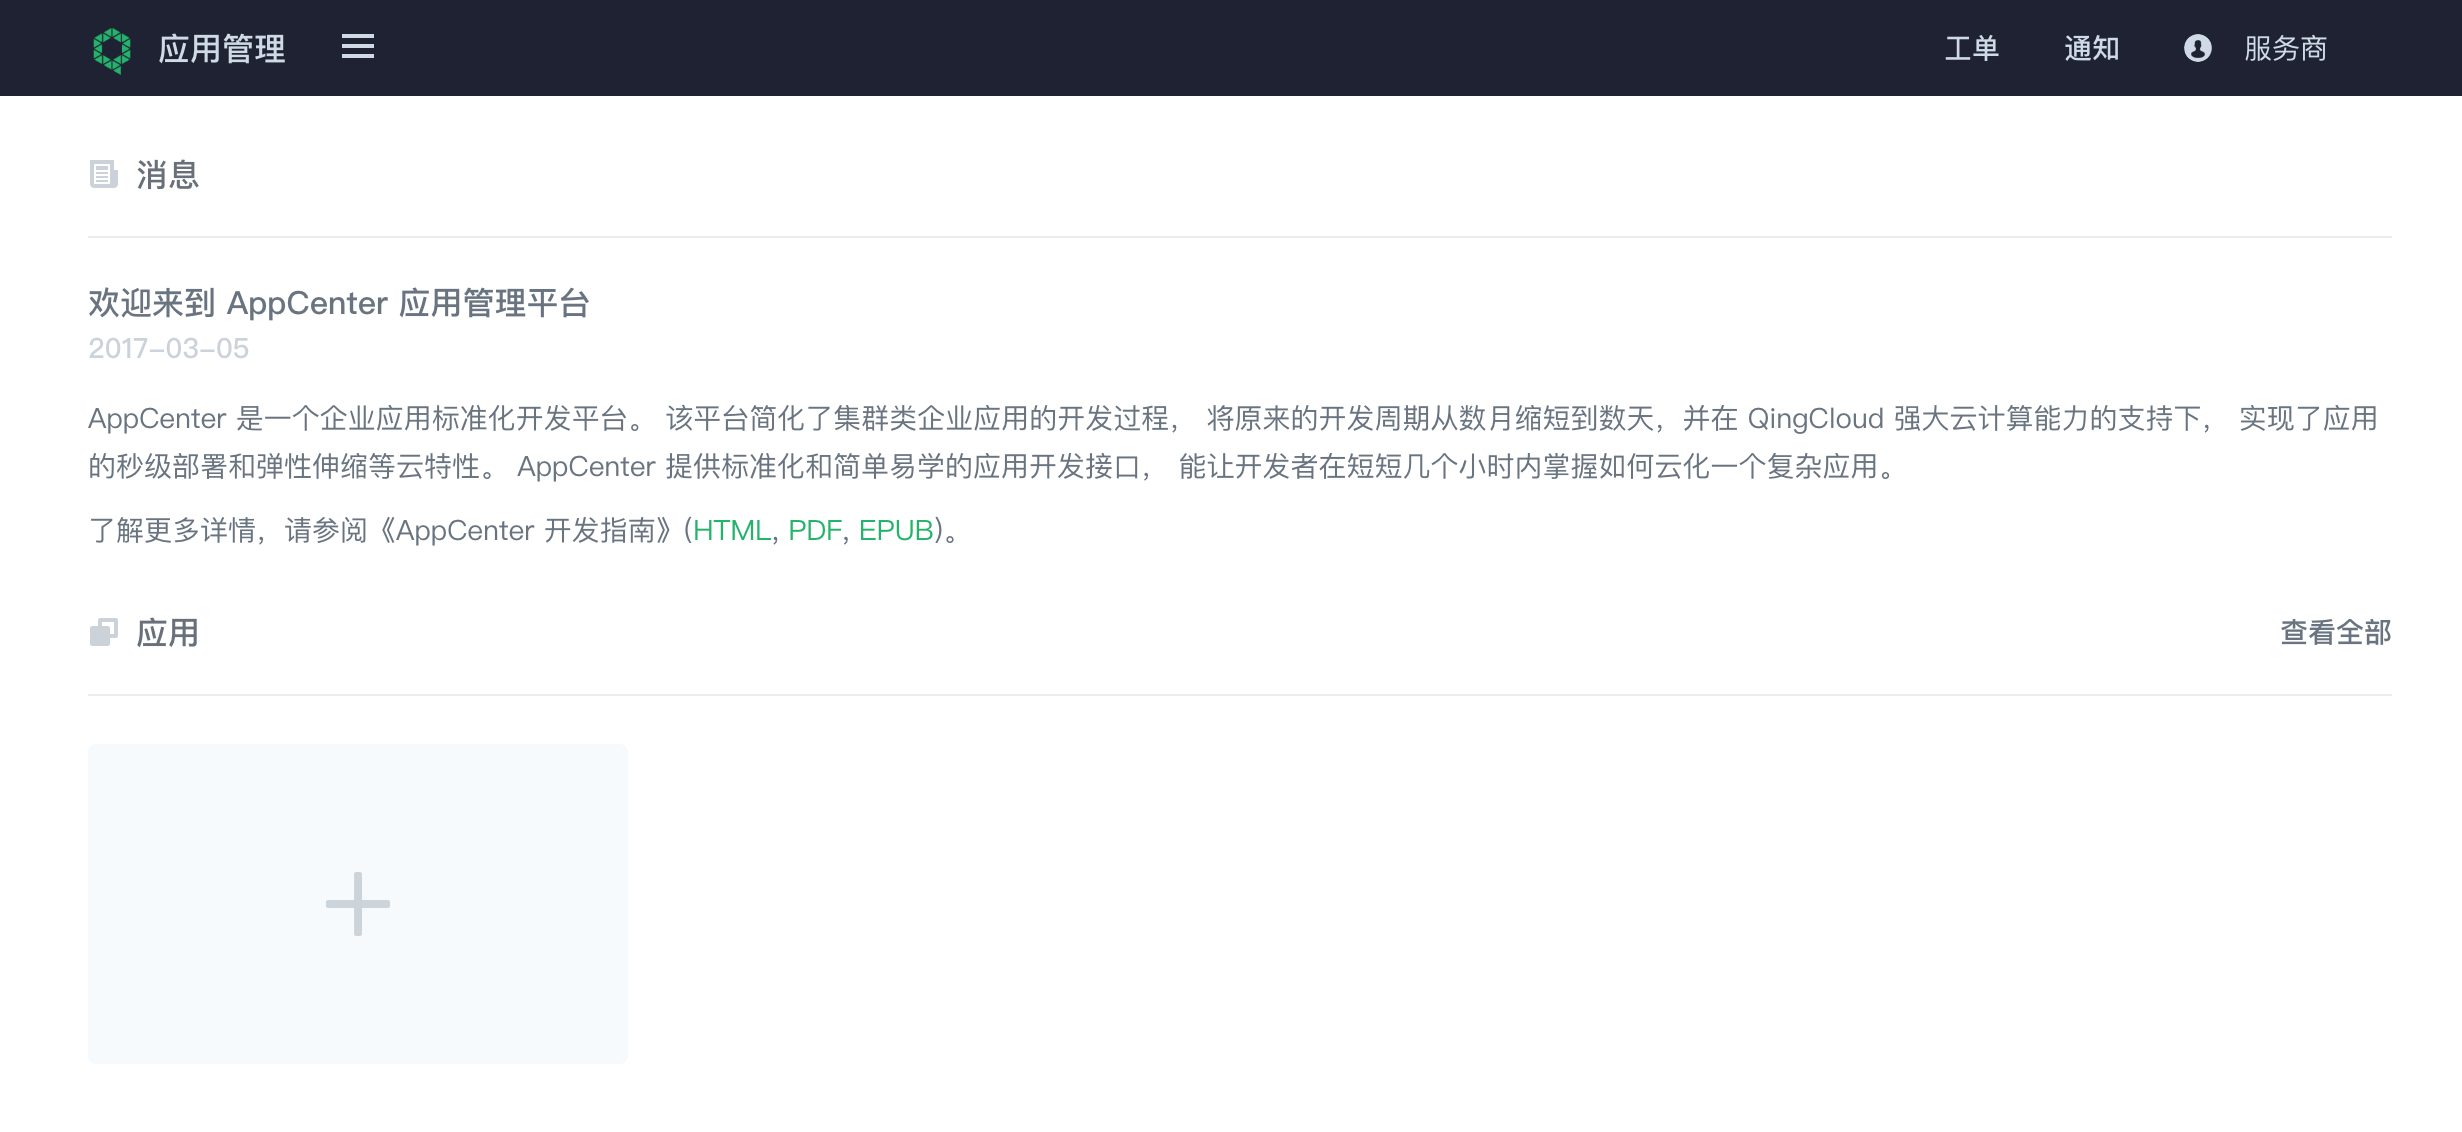 应用管理
工单 通知 服务商
消息
欢迎来到 AppCenter 应用管理平台
2017-03-05
AppCenter 是一个企业应用标准化开发平台。 该平台简化了集群类企业应用的开发过程， 将原来的开发周期从数月缩短到数天，并在 QingCloud 强大云计算能力的支持下， 实现了应用
的秒级部署和弹性伸缩等云特性。 AppCenter 提供标准化和简单易学的应用开发接口， 能让开发者在短短几个小时内掌握如何云化一个复杂应用。
了解更多详情，请参阅《AppCenter 开发指南》(HTML, PDF, EPUB)。
应用 查看全部